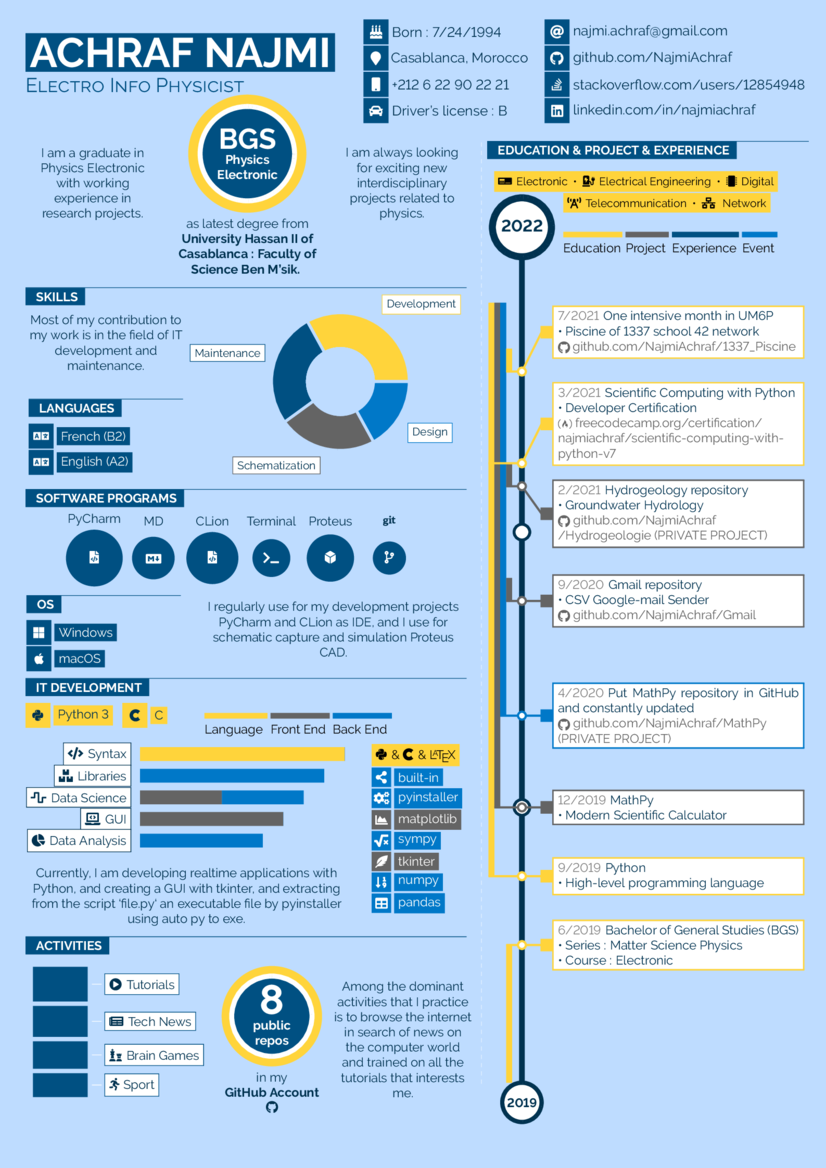 ACHRAF NAJMI
ELECTRO INFO PHYSICIST
Born : 7/24/1994
Casablanca, Morocco
+212 6 22 90 22 21
Driver's license : B
najmi.achraf@gmail.com
github.com/NajmiAchraf
stackoverflow.com/users/12854948
linkedin.com/in/najmiachraf
I am a graduate in
Physics Electronic
with working
experience in
research projects.
BGS
Physics
Electronic
as latest degree from
University Hassan II of
Casablanca : Faculty of
Science Ben M'sik.
I am always looking
for exciting new
interdisciplinary
projects related to
physics.
SKILLS
Most of my contribution to
my work is in the field of IT
development and
maintenance.
Development
Maintenance
Design
Schematization
LANGUAGES
French (B2)
English (A2)
SOFTWARE PROGRAMS
PyCharm MD CLion Terminal Proteus git
OS
Windows
macOS
I regularly use for my development projects
PyCharm and CLion as IDE, and I use for
schematic capture and simulation Proteus
CAD.
IT DEVELOPMENT
Python 3 C
Language Front End Back End
Syntax
Libraries
Data Science
GUI
Data Analysis
& C & LATEX
built-in
pyinstaller
matplotlib
sympy
tkinter
numpy
pandas
Currently, I am developing realtime applications with
Python, and creating a GUI with tkinter, and extracting
from the script 'file.py' an executable file by pyinstaller
using auto py to exe.
ACTIVITIES
Tutorials
Tech News
Brain Games
Sport
8
public
repos
in my
GitHub Account
Among the dominant
activities that I practice
is to browse the internet
in search of news on
the computer world
and trained on all the
tutorials that interests
me.
EDUCATION & PROJECT & EXPERIENCE
Electronic • Electrical Engineering • Digital
Telecommunication • Network
2022
Education Project Experience Event
7/2021 One intensive month in UM6P
• Piscine of 1337 school 42 network
github.com/NajmiAchraf/1337_Piscine
3/2021 Scientific Computing with Python
• Developer Certification
freecodecamp.org/certification/
najmiachraf/scientific-computing-with-
python-v7
2/2021 Hydrogeology repository
• Groundwater Hydrology
github.com/NajmiAchraf
/Hydrogeologie (PRIVATE PROJECT)
9/2020 Gmail repository
• CSV Google-mail Sender
github.com/NajmiAchraf/Gmail
4/2020 Put MathPy repository in GitHub
and constantly updated
github.com/NajmiAchraf/MathPy
(PRIVATE PROJECT)
12/2019 MathPy
• Modern Scientific Calculator
9/2019 Python
• High-level programming language
6/2019 Bachelor of General Studies (BGS)
• Series : Matter Science Physics
• Course : Electronic
2019